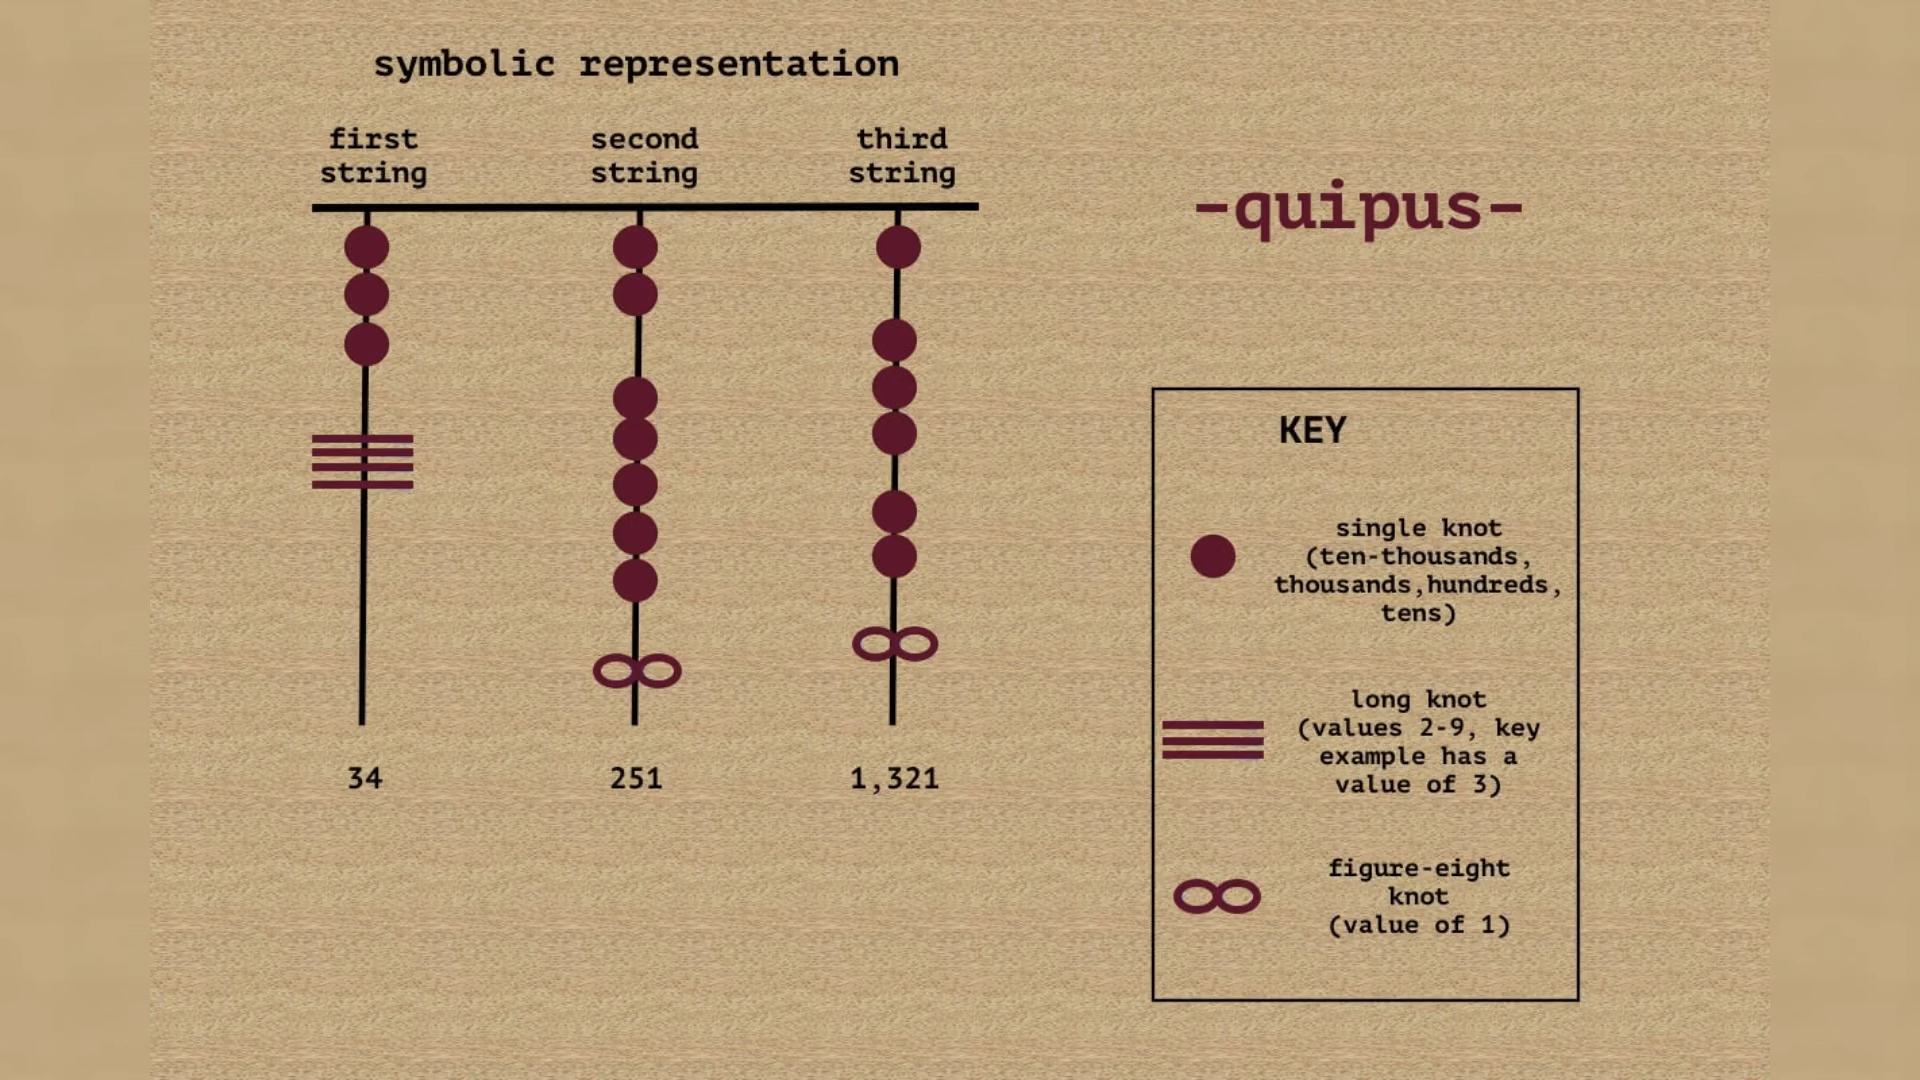 symbolic representation
first
string
second
string
third
string
34
251
1,321
-quipus-
KEY
single knot
(ten-thousands,
thousands,hundreds,
tens)
long knot
(values 2-9, key
example has a
value of 3)
figure-eight
knot
(value of 1)